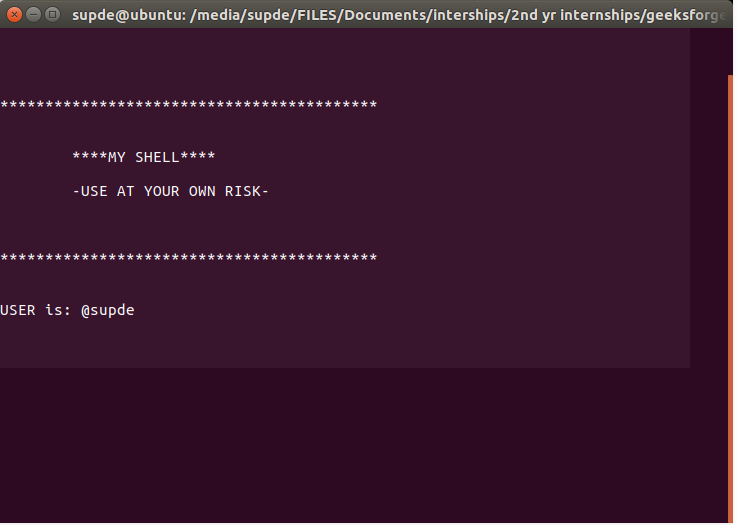 supde@ubuntu: /media/supde/FILES/Documents/interships/2nd yr internships/geeksforge
******************************************
****MY SHELL****
-USE AT YOUR OWN RISK-
******************************************
USER is: @supde